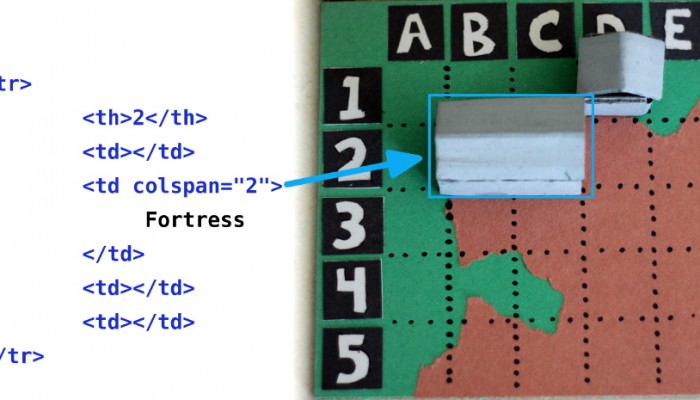 tr>
<th>2</th>
<td></td>
<td colspan="2">
Fortress
</td>
<td></td>
<td></td>
/tr>
A B C D E
1
2
3
4
5